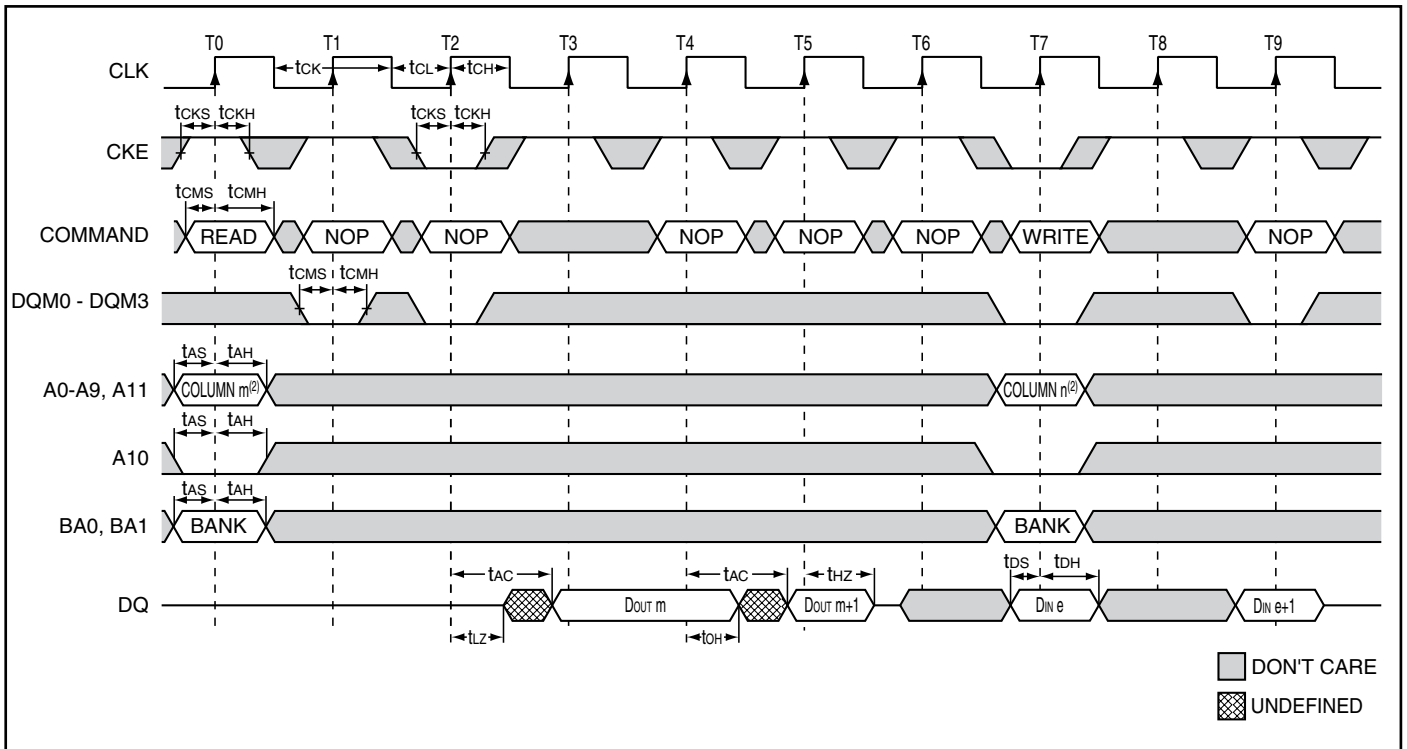 T0 T1 T2 T3 T4 T5 T6 T7 T8 T9
CLK tCK tCL tCH
tCKS tCKH tCKS tCKH
CKE
tCMS tCMH
COMMAND READ NOP NOP NOP NOP NOP WRITE NOP
tCMS tCMH
DQM0 - DQM3
tAS tAH
A0-A9, A11 COLUMN m(2) COLUMN n(2)
tAS tAH
A10
tAS tAH
BA0, BA1 BANK BANK
tAC tAC tHZ tDS tDH
DQ DOUT m DOUT m+1 DIN e DIN e+1
tLZ tOH
DON'T CARE
UNDEFINED